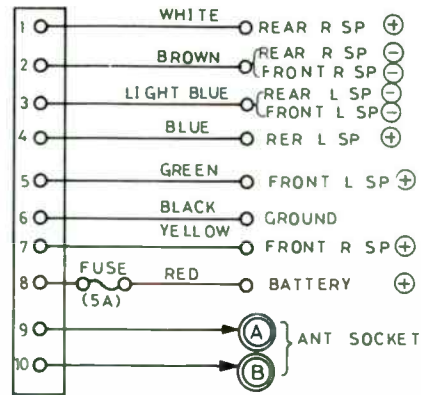 1 WHITE REAR R SP +
2 BROWN REAR R SP -
FRONT R SP -
3 LIGHT BLUE REAR L SP -
FRONT L SP -
4 BLUE RER L SP +
5 GREEN FRONT L SP +
6 BLACK GROUND
7 YELLOW FRONT R SP +
8 FUSE (5A) RED BATTERY +
9 A ANT SOCKET
10 B